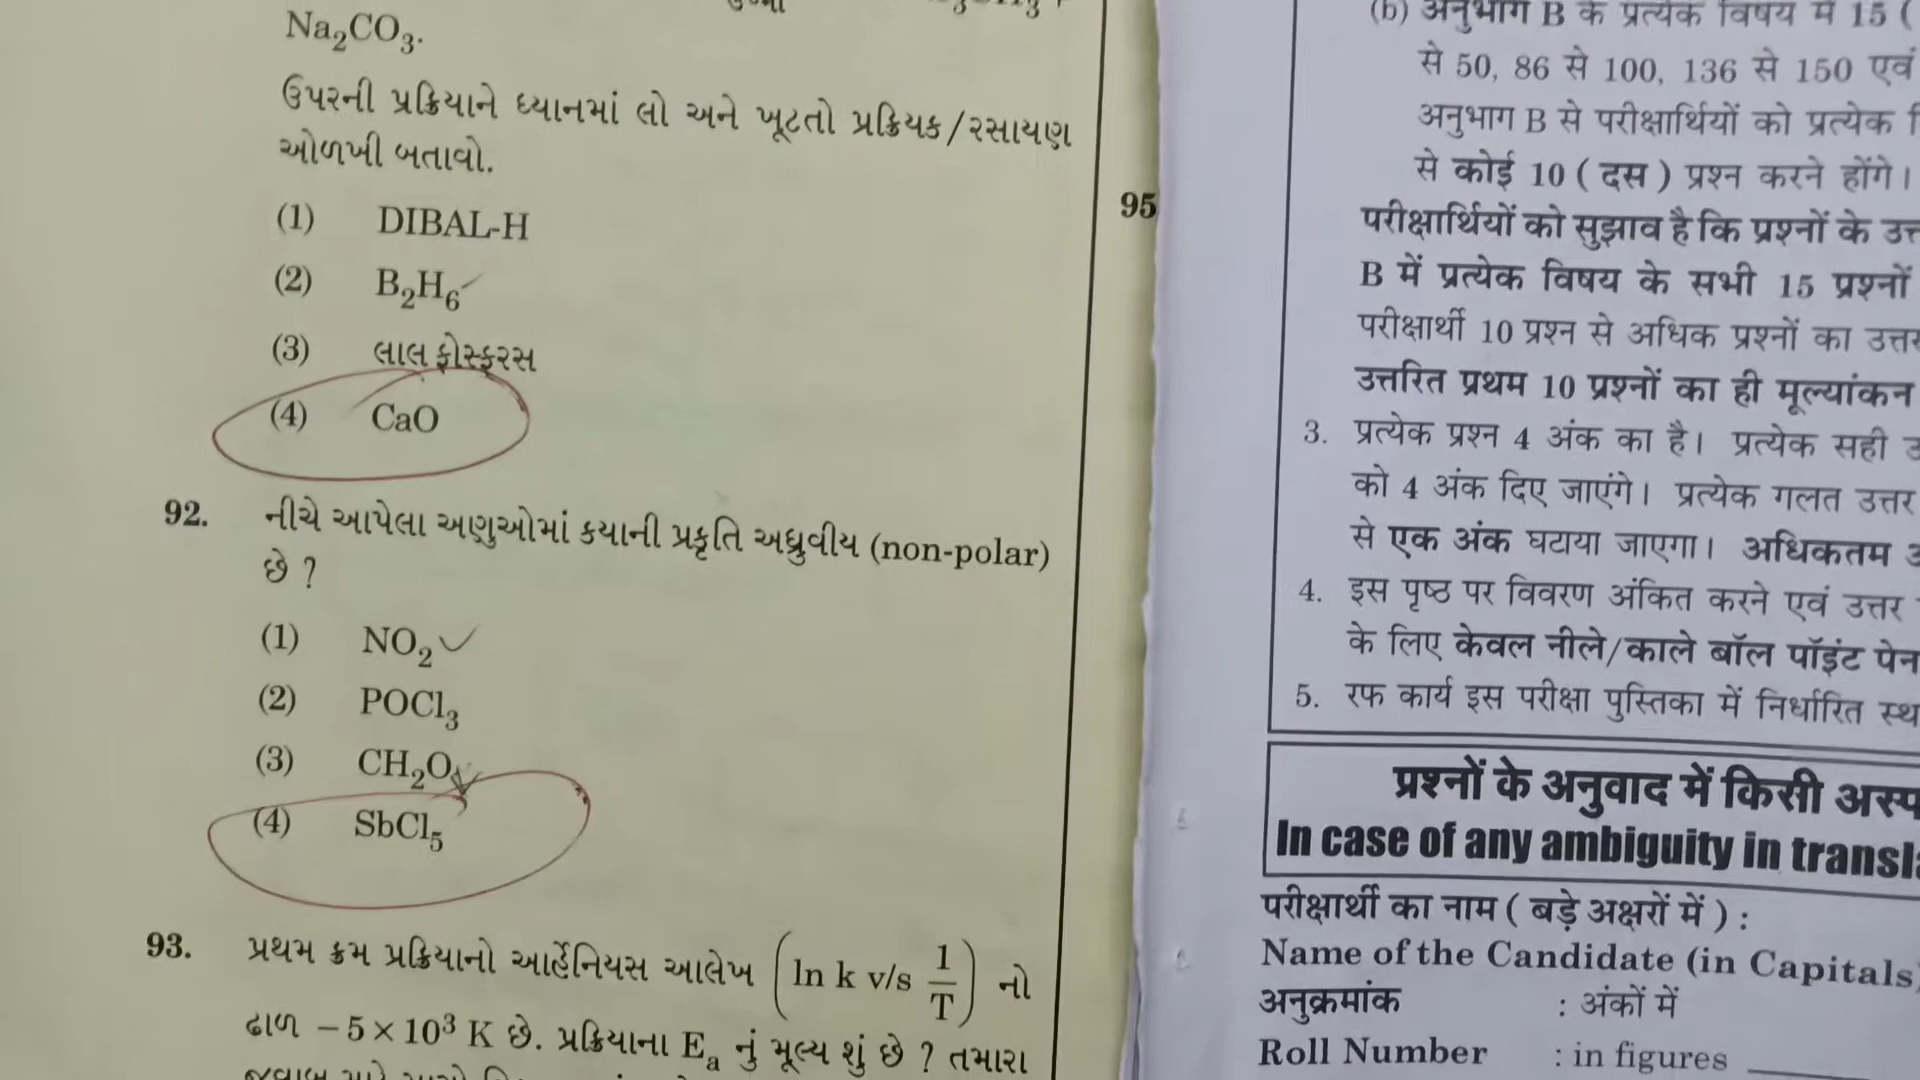 Na₂CO₃.
ઉપરની પ્રક્રિયાને ધ્યાનમાં લો અને ખૂટતો પ્રક્રિયક/રસાયણ
ઓળખી બતાવો.
(1) DIBAL-H
(2) B₂H₆
(3) લાલ ફોસ્ફરસ
(4) CaO
92. નીચે આપેલા અણુઓમાં કયાની પ્રકૃતિ અધ્રુવીય (non-polar)
છે ?
(1) NO₂
(2) POCl₃
(3) CH₂O
(4) SbCl₅
93. પ્રથમ ક્રમ પ્રક્રિયાનો આર્હેનિયસ આલેખ (ln k v/s 1/T) નો
ઢાળ − 5 × 10³ K છે. પ્રક્રિયાના Eₐ નું મૂલ્ય શું છે ? તમારા
95
(b) अनुभाग B के प्रत्येक विषय में 15 (
से 50, 86 से 100, 136 से 150 एवं
अनुभाग B से परीक्षार्थियों को प्रत्येक
से कोई 10 ( दस ) प्रश्न करने होंगे।
परीक्षार्थियों को सुझाव है कि प्रश्नों के
B में प्रत्येक विषय के सभी 15 प्रश्नों
परीक्षार्थी 10 प्रश्न से अधिक प्रश्नों का
उत्तरित प्रथम 10 प्रश्नों का ही मूल्यांकन
3. प्रत्येक प्रश्न 4 अंक का है। प्रत्येक सही
को 4 अंक दिए जाएंगे। प्रत्येक गलत उत्तर
से एक अंक घटाया जाएगा। अधिकतम
4. इस पृष्ठ पर विवरण अंकित करने एवं उत्तर
के लिए केवल नीले/काले बॉल पॉइंट पेन
5. रफ कार्य इस परीक्षा पुस्तिका में निर्धारित
प्रश्नों के अनुवाद में किसी
In case of any ambiguity in
परीक्षार्थी का नाम ( बड़े अक्षरों में ) :
Name of the Candidate (in Capitals)
अनुक्रमांक : अंकों में
Roll Number : in figures